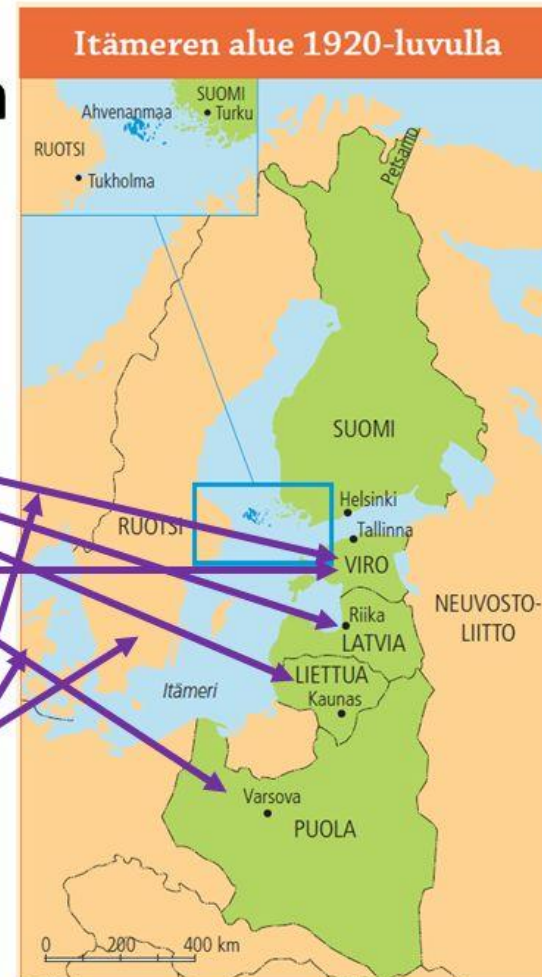 Itämeren alue 1920-luvulla
SUOMI
Ahvenanmaa
Turku
RUOTSI
Tukholma
Petsamo
SUOMI
Helsinki
RUOTSI
Tallinna
VIRO
NEUVOSTO-
LIITTO
Riika
LATVIA
LIETTUA
Kaunas
Itämeri
Varsova
PUOLA
0 200 400 km